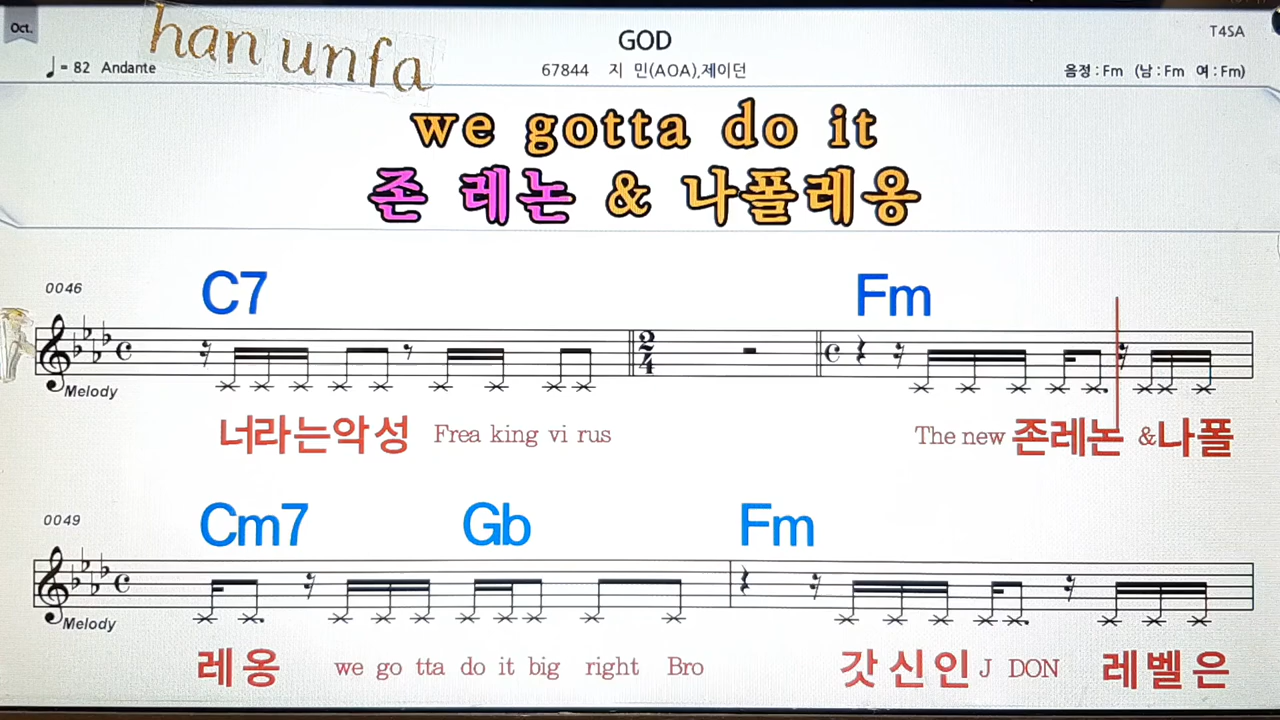 Oct.
han unfa
GOD
T4SA
♩= 82 Andante
67844 지 민(AOA),제이던
음정 : Fm (남 : Fm 여 : Fm)
we gotta do it
존 레논 & 나폴레옹
0046
C7
Fm
2
4
Melody
너라는악성 Frea king vi rus The new 존레논 &나폴
0049
Cm7 Gb Fm
Melody
레옹 we go tta do it big right Bro 갓신인 J DON 레벨은